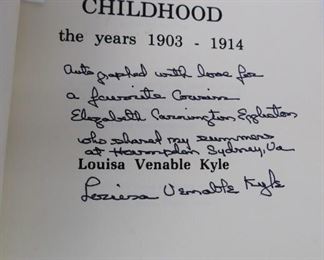 CHILDHOOD
the years 1903 - 1914
Autographed with love for
a favorite Cousin
Elizabeth Carrington Eggleston
who shared my summers
at Hampden Sydney, Va
Louisa Venable Kyle
Louisa Venable Kyle